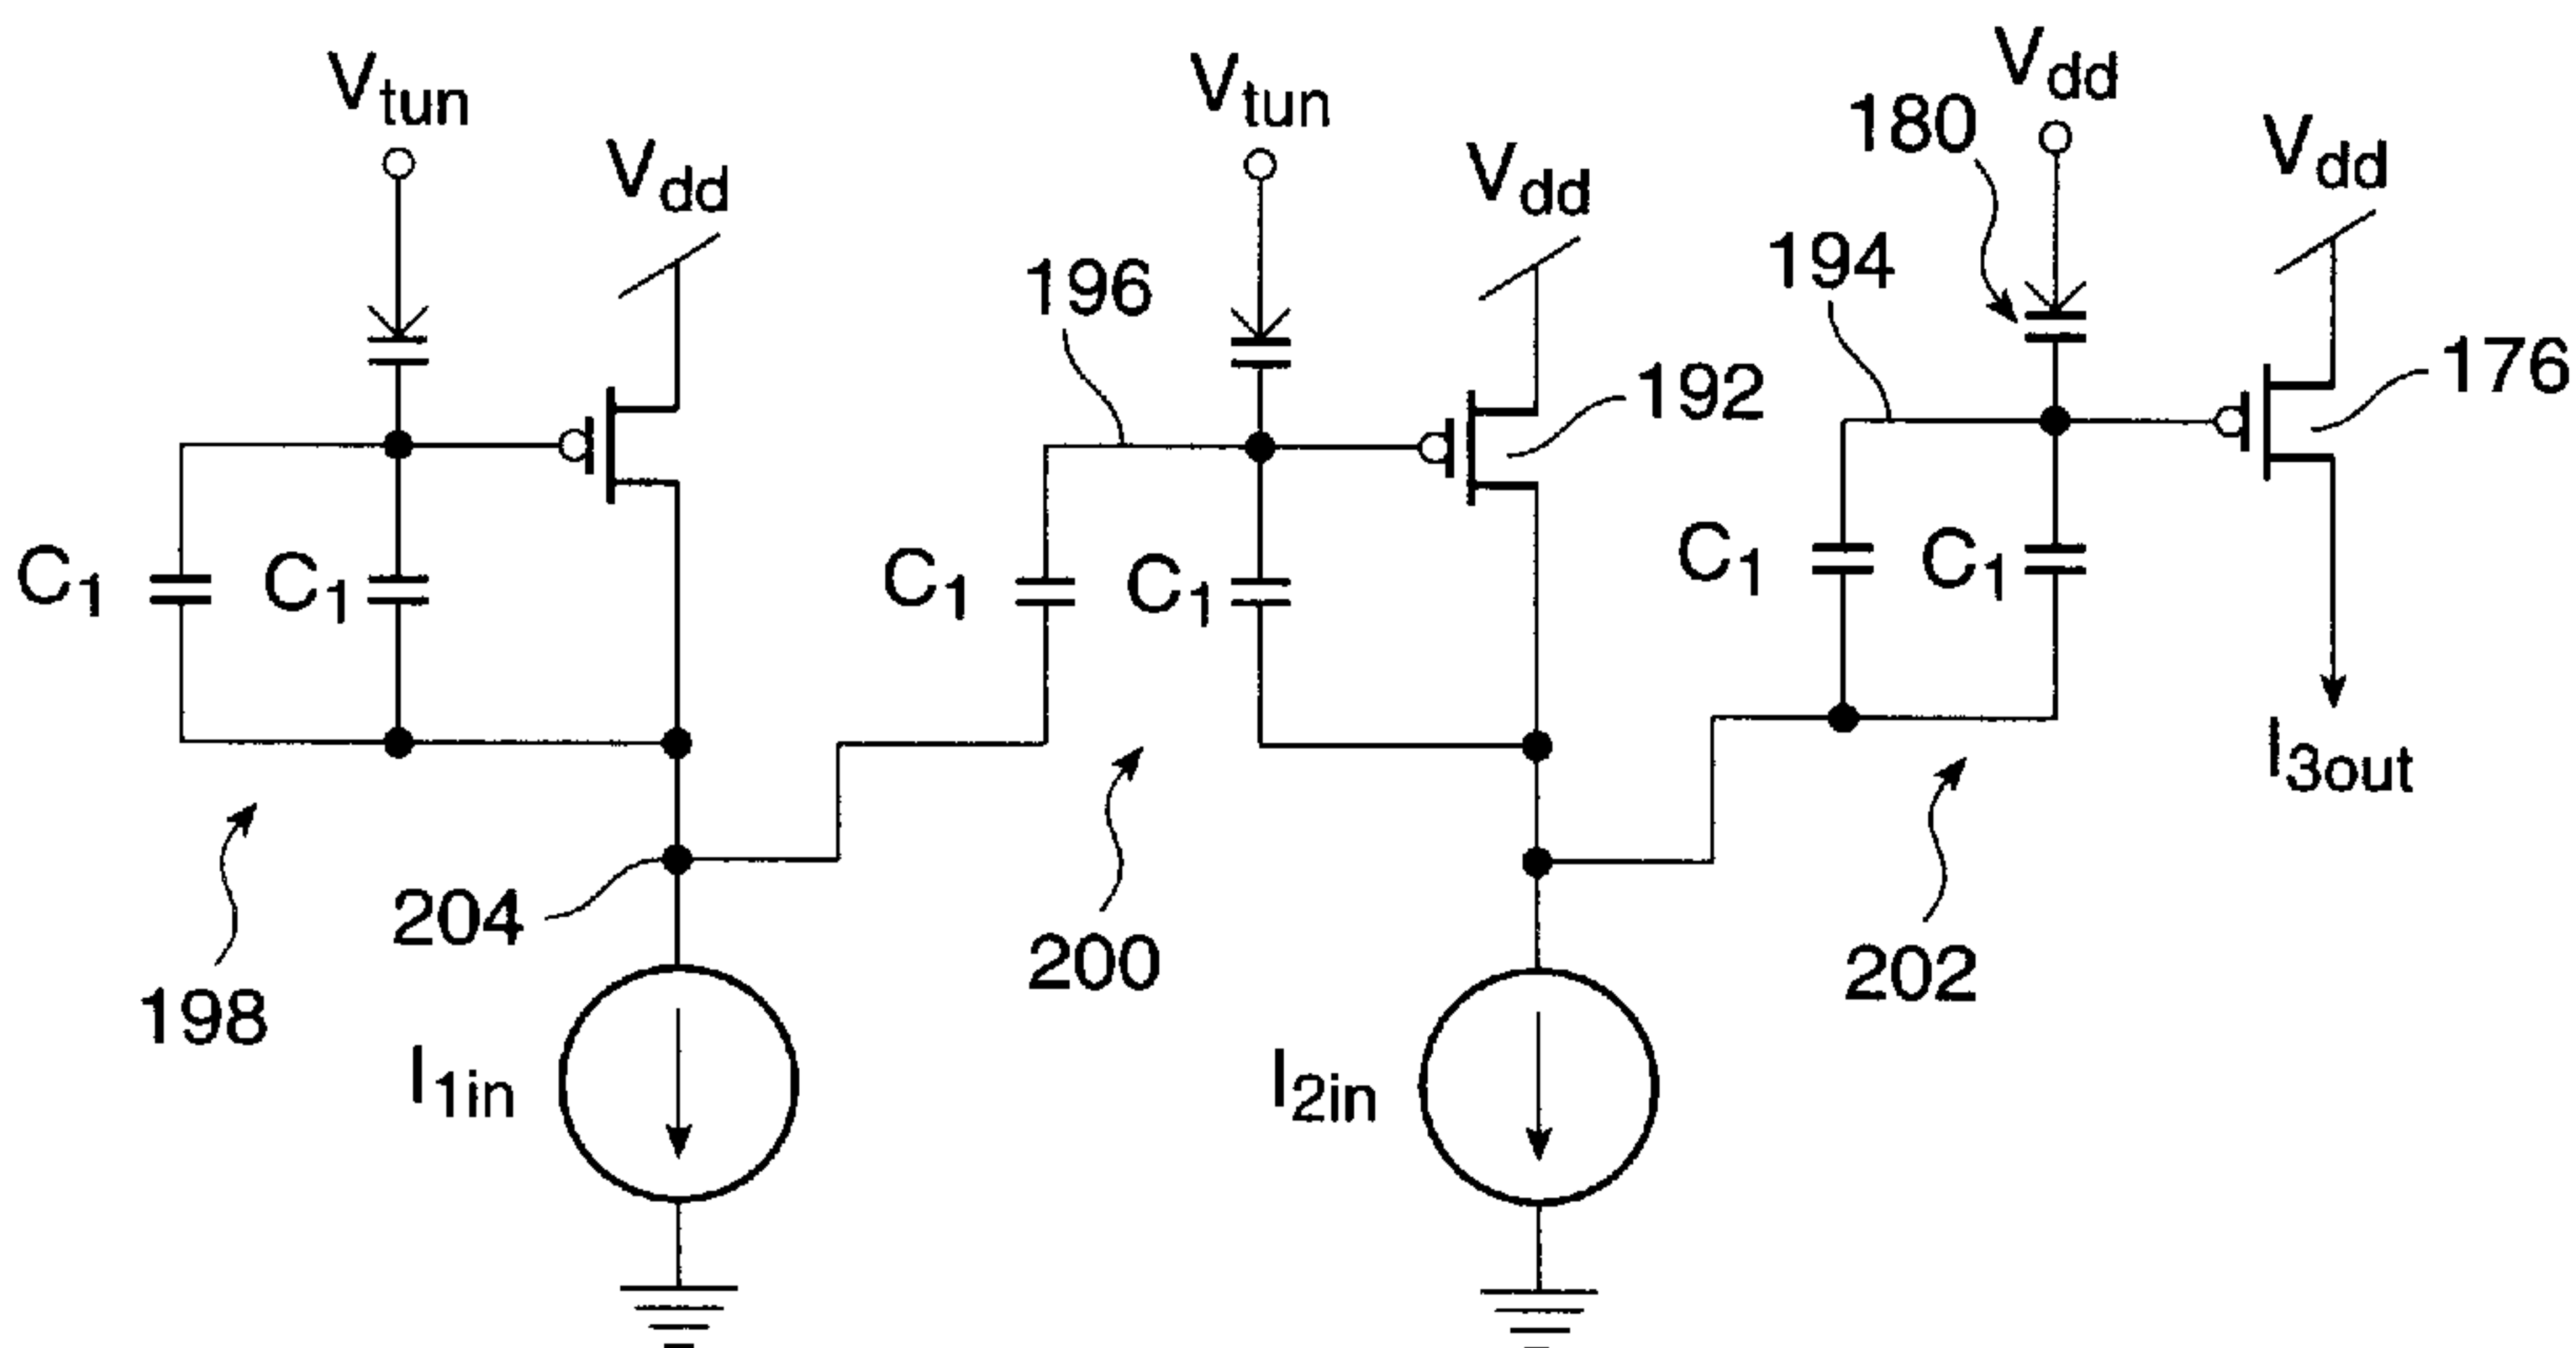 Vtun
Vdd
Vtun
Vdd
Vdd
Vdd
180
194
196
192
176
C1
C1
C1
C1
C1
C1
I3out
204
200
202
198
I1in
I2in